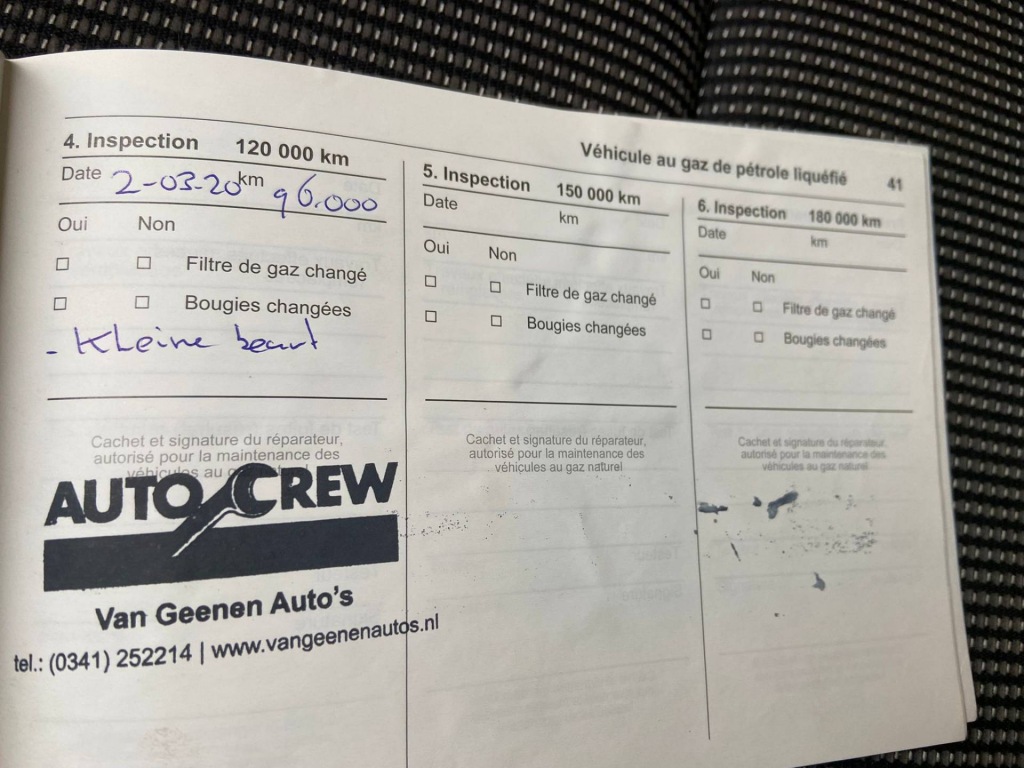 Véhicule au gaz de pétrole liquéfié 41
4. Inspection 120 000 km
Date 2-03-20 km 96.000
Oui Non
Filtre de gaz changé
Bougies changées
- Kleine beurt
Cachet et signature du réparateur,
autorisé pour la maintenance des
véhicules au
AUTO CREW
Van Geenen Auto's
tel.: (0341) 252214 | www.vangeenenautos.nl
5. Inspection 150 000 km
Date km
Oui Non
Filtre de gaz changé
Bougies changées
Cachet et signature du réparateur,
autorisé pour la maintenance des
véhicules au gaz naturel
6. Inspection 180 000 km
Date km
Oui Non
Filtre de gaz changé
Bougies changées
Cachet et signature du réparateur,
autorisé pour la maintenance des
véhicules au gaz naturel